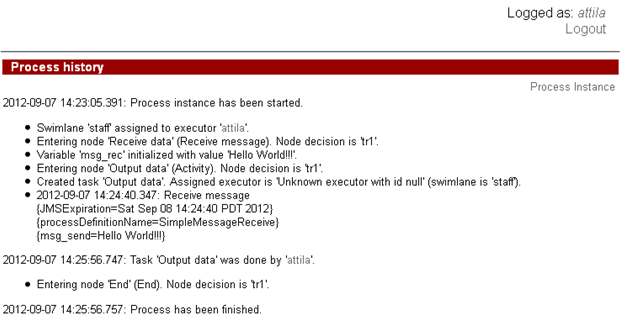 Logged as: attila
Logout
Process history
Process Instance
2012-09-07 14:23:05.391: Process instance has been started.
Swimlane 'staff' assigned to executor 'attila'.
Entering node 'Receive data' (Receive message). Node decision is 'tr1'.
Variable 'msg_rec' initialized with value 'Hello World!!!'.
Entering node 'Output data' (Activity). Node decision is 'tr1'.
Created task 'Output data'. Assigned executor is 'Unknown executor with id null' (swimlane is 'staff').
2012-09-07 14:24:40.347: Receive message
{JMSExpiration=Sat Sep 08 14:24:40 PDT 2012}
{processDefinitionName=SimpleMessageReceive}
{msg_send=Hello World!!!}
2012-09-07 14:25:56.747: Task 'Output data' was done by 'attila'.
Entering node 'End' (End). Node decision is 'tr1'.
2012-09-07 14:25:56.757: Process has been finished.